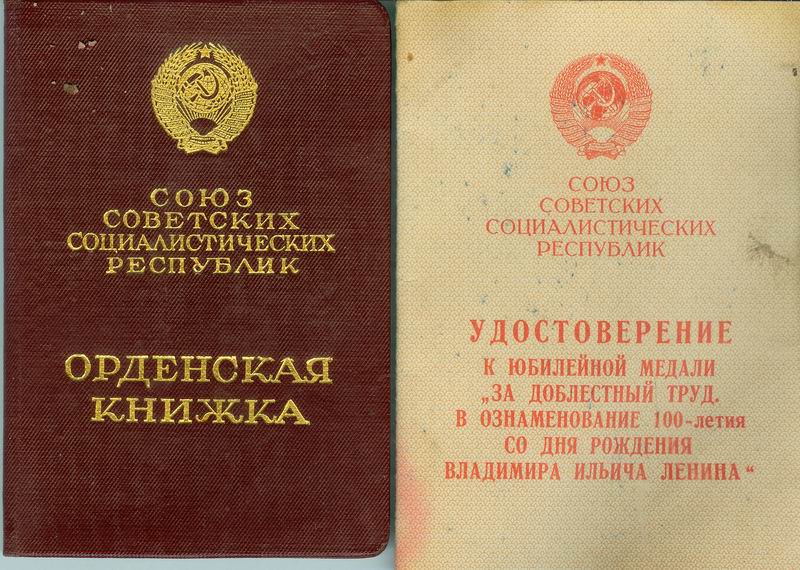 СОЮЗ
СОВЕТСКИХ
СОЦИАЛИСТИЧЕСКИХ
РЕСПУБЛИК
ОРДЕНСКАЯ
КНИЖКА
СОЮЗ
СОВЕТСКИХ
СОЦИАЛИСТИЧЕСКИХ
РЕСПУБЛИК
УДОСТОВЕРЕНИЕ
К ЮБИЛЕЙНОЙ МЕДАЛИ
„ЗА ДОБЛЕСТНЫЙ ТРУД.
В ОЗНАМЕНОВАНИЕ 100-летия
СО ДНЯ РОЖДЕНИЯ
ВЛАДИМИРА ИЛЬИЧА ЛЕНИНА“